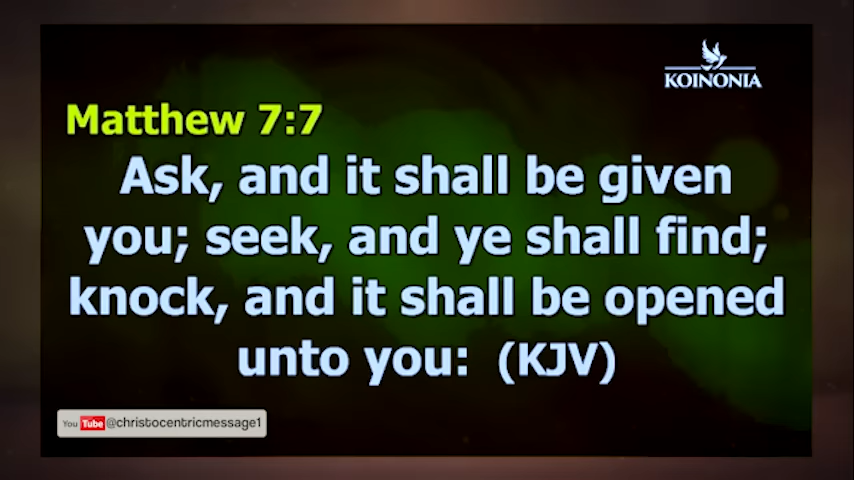 KOINONIA
Matthew 7:7
Ask, and it shall be given
you; seek, and ye shall find;
knock, and it shall be opened
unto you: (KJV)
You Tube @christocentricmessage1